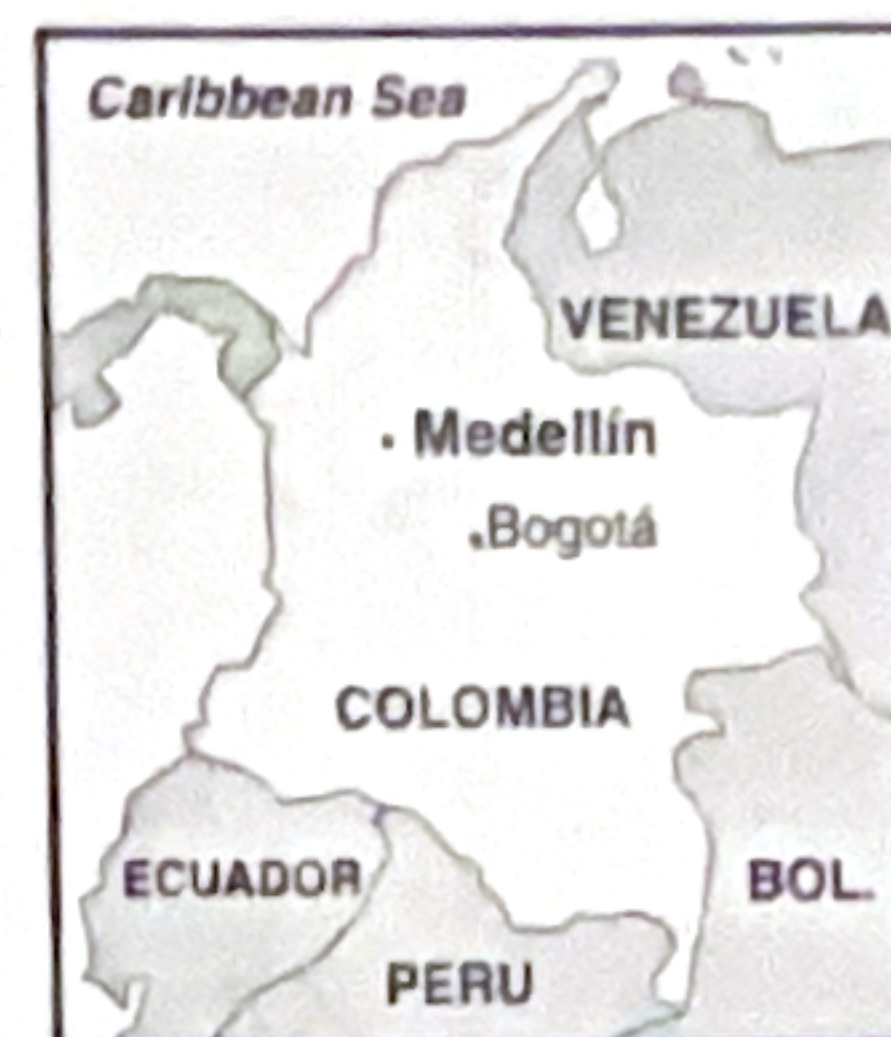 Caribbean Sea
VENEZUELA
Medellín
Bogotá
COLOMBIA
ECUADOR
BOL.
PERU